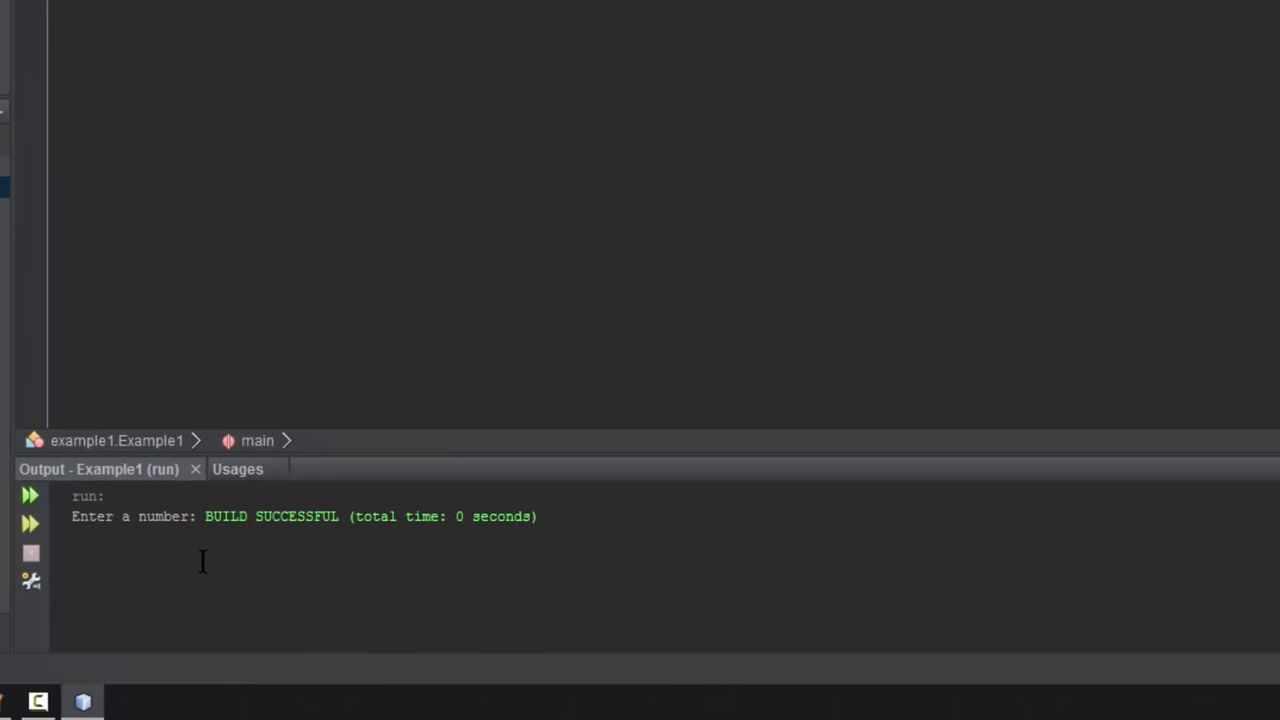 example1.Example1 main
Output - Example1 (run) Usages
run:
Enter a number: BUILD SUCCESSFUL (total time: 0 seconds)